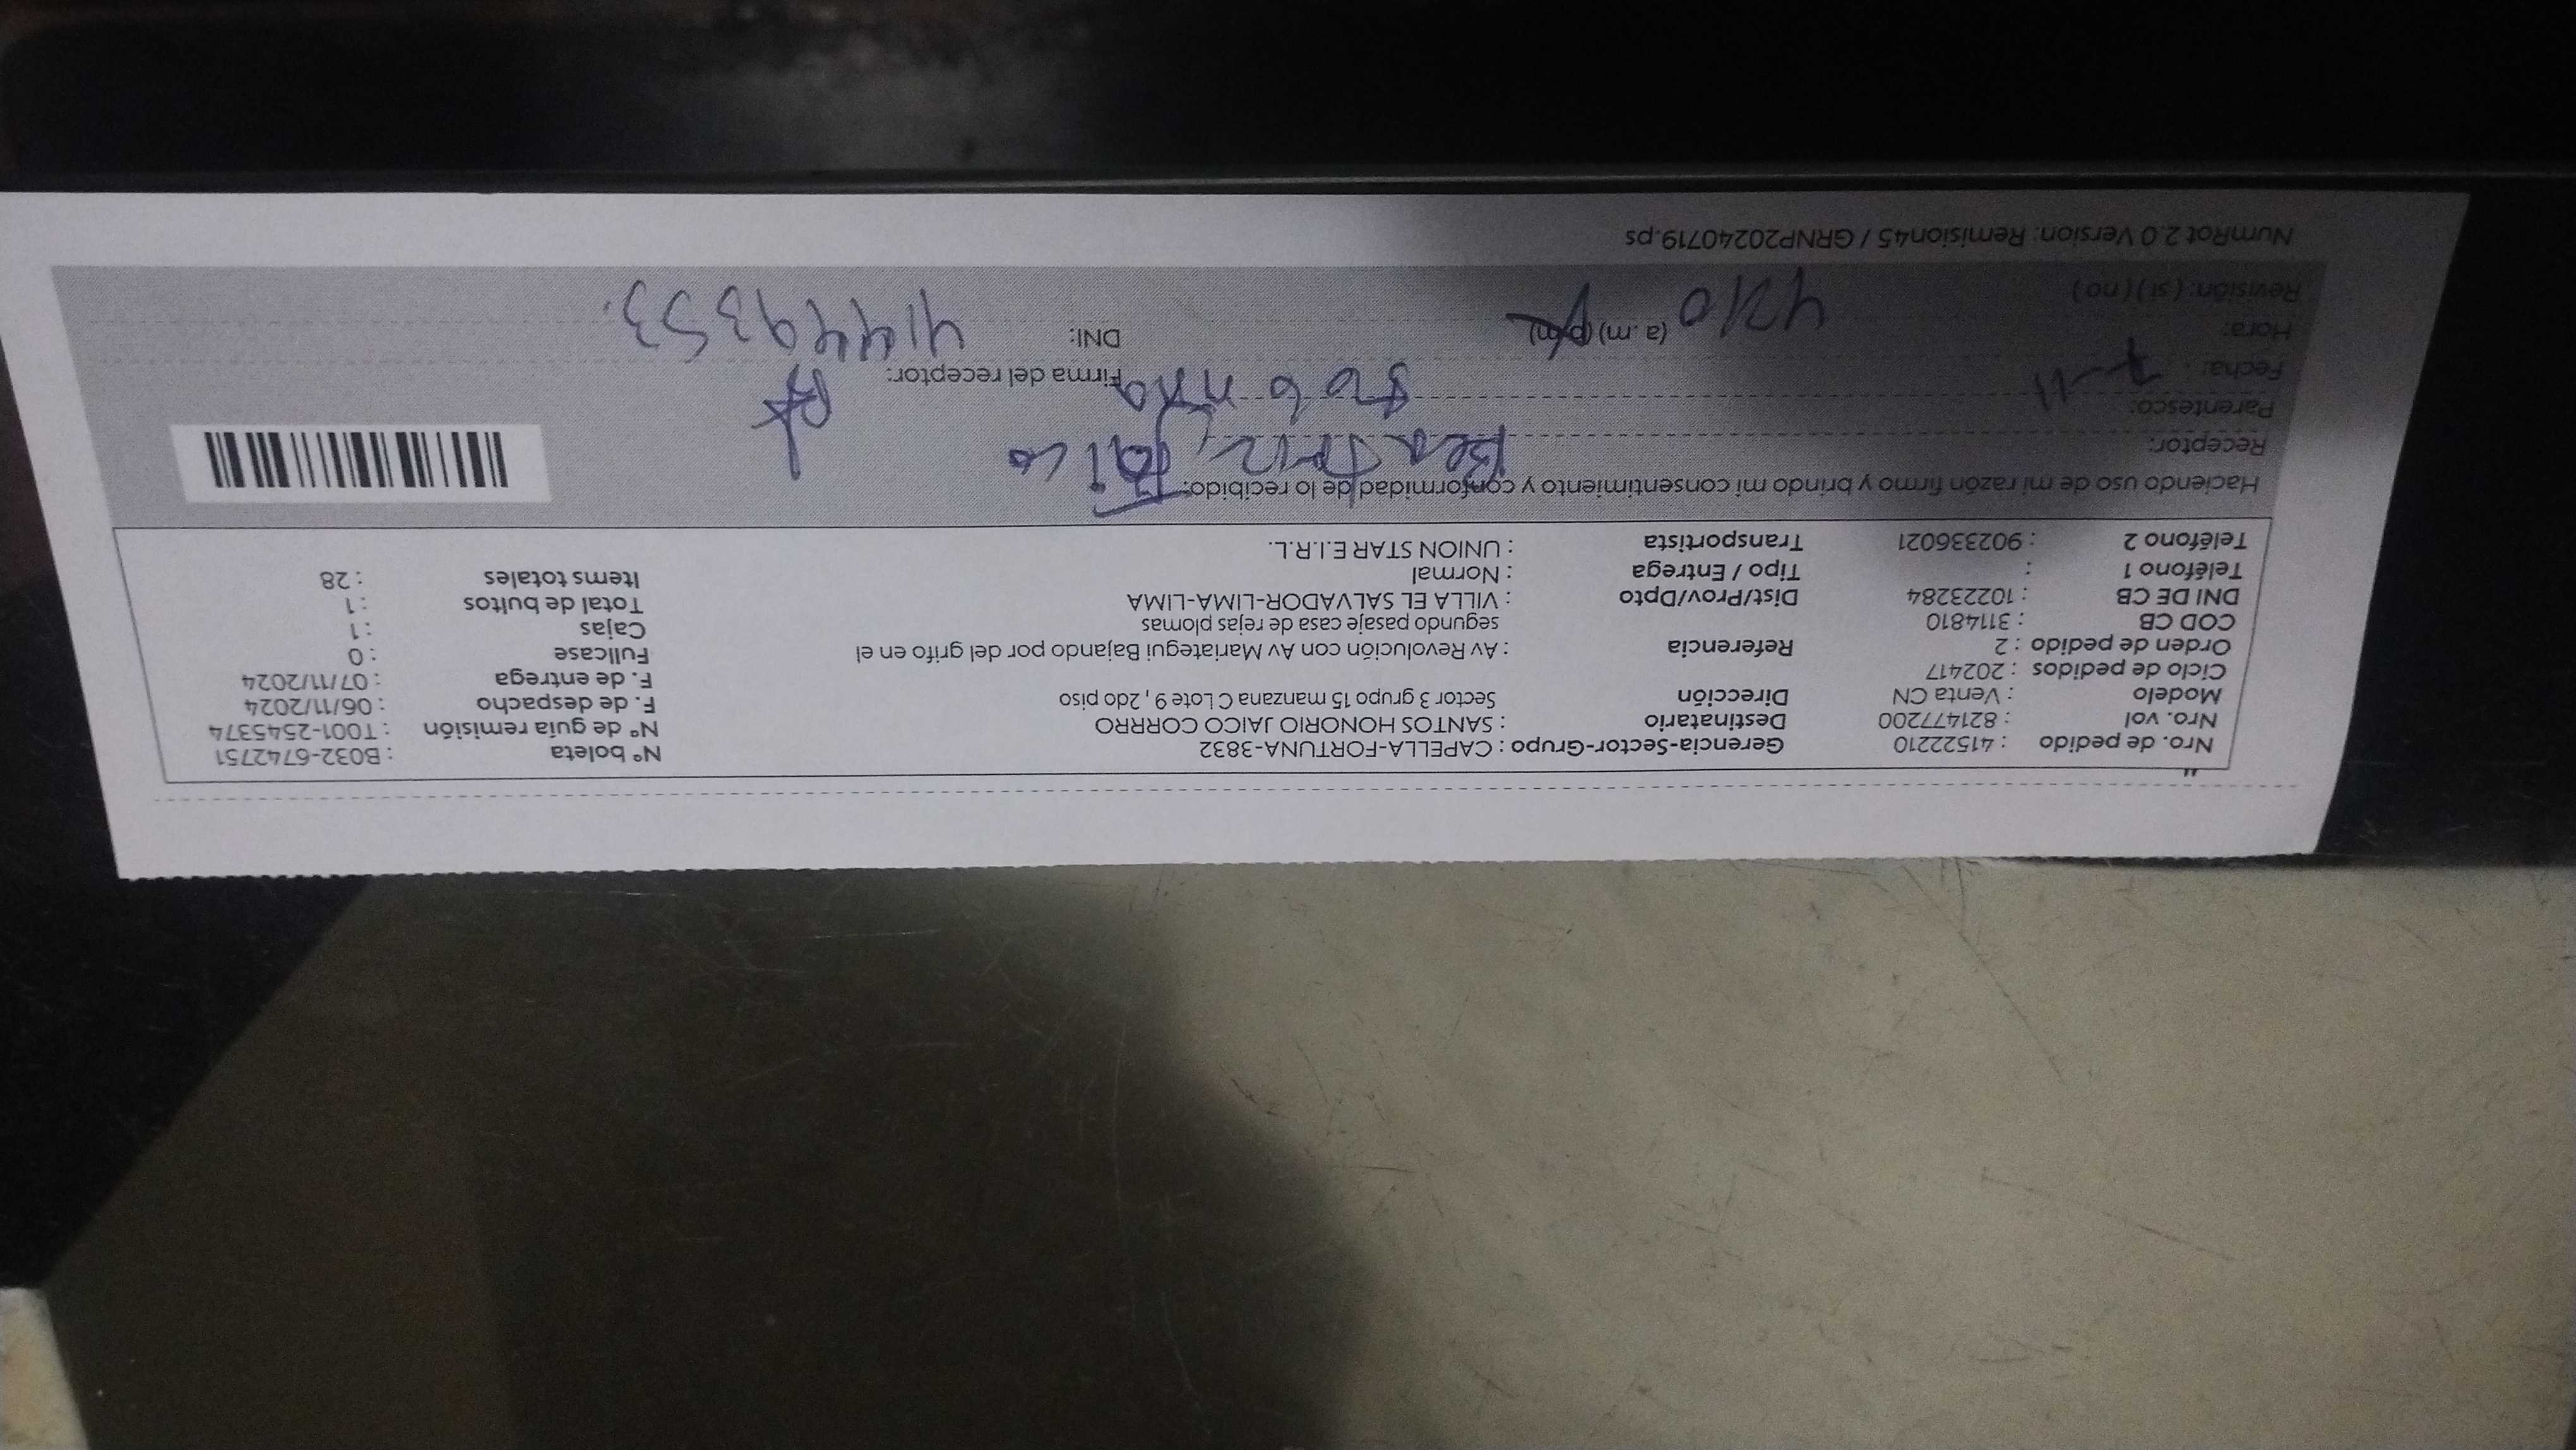 Nro. de pedido : 41522210 Gerencia-Sector-Grupo : CAPELLA-FORTUNA-3832 N° boleta : B032-6742751
Nro. vol : 821477200 Destinatario : SANTOS HONORIO JAICO CORRRO N° de guía remisión : T001-2545374
Modelo : Venta CN Dirección Sector 3 grupo 15 manzana C Lote 9 , 2do piso F. de despacho : 06/11/2024
Ciclo de pedidos : 202417 F. de entrega : 07/11/2024
Orden de pedido : 2 Referencia : Av Revolución con Av Mariategui Bajando por del grifo en el Fullcase : 0
COD CB : 3114810 segundo pasaje casa de rejas plomas Cajas : 1
DNI DE CB : 10223284 Dist/Prov/Dpto : VILLA EL SALVADOR-LIMA-LIMA Total de bultos : 1
Teléfono 1 : Tipo / Entrega : Normal Items totales : 28
Teléfono 2 : 902336021 Transportista : UNION STAR E.I.R.L.
Haciendo uso de mi razón firmo y brindo mi consentimiento y conformidad de lo recibido:
Receptor: Beatriz Jaico
Parentesco: Sobrina
Fecha: 7-11 Firma del receptor:
Hora: 4210 (a. m) (p. m) DNI: 41449353
Revisión: ( si ) ( no )
NumRot 2.0 Version: Remision45 / GRNP20240719.ps